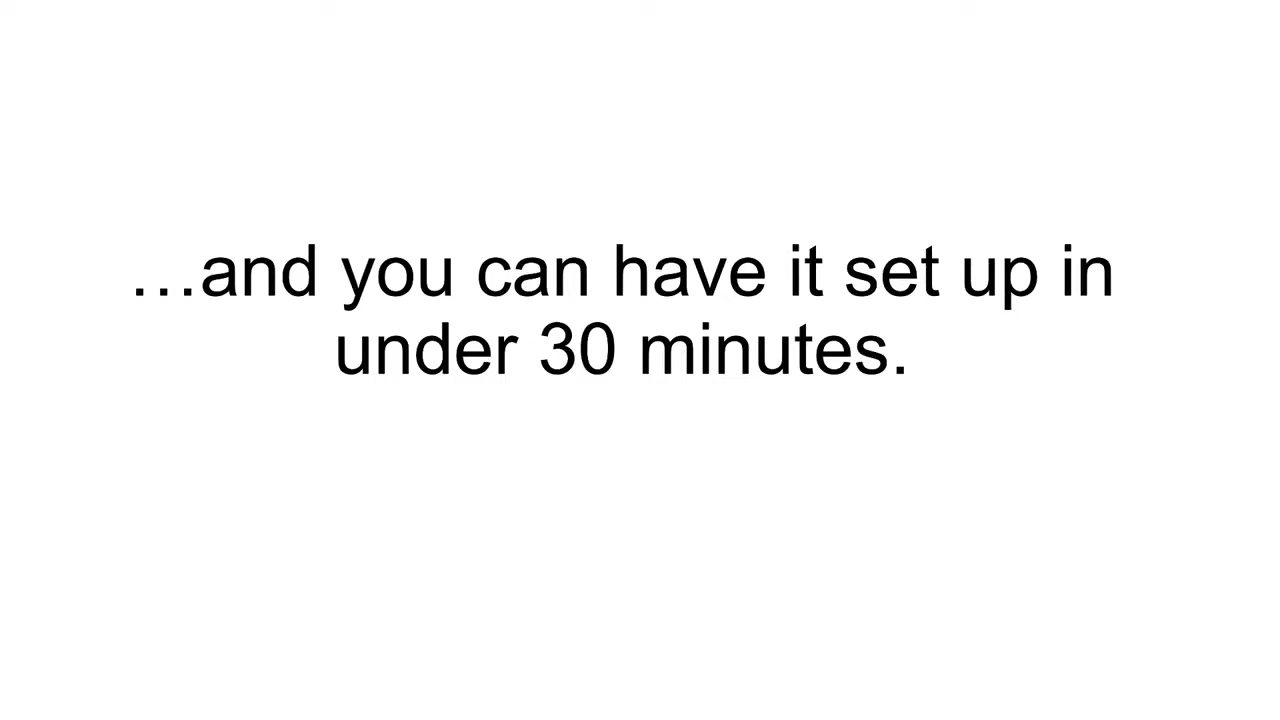 …and you can have it set up in
under 30 minutes.